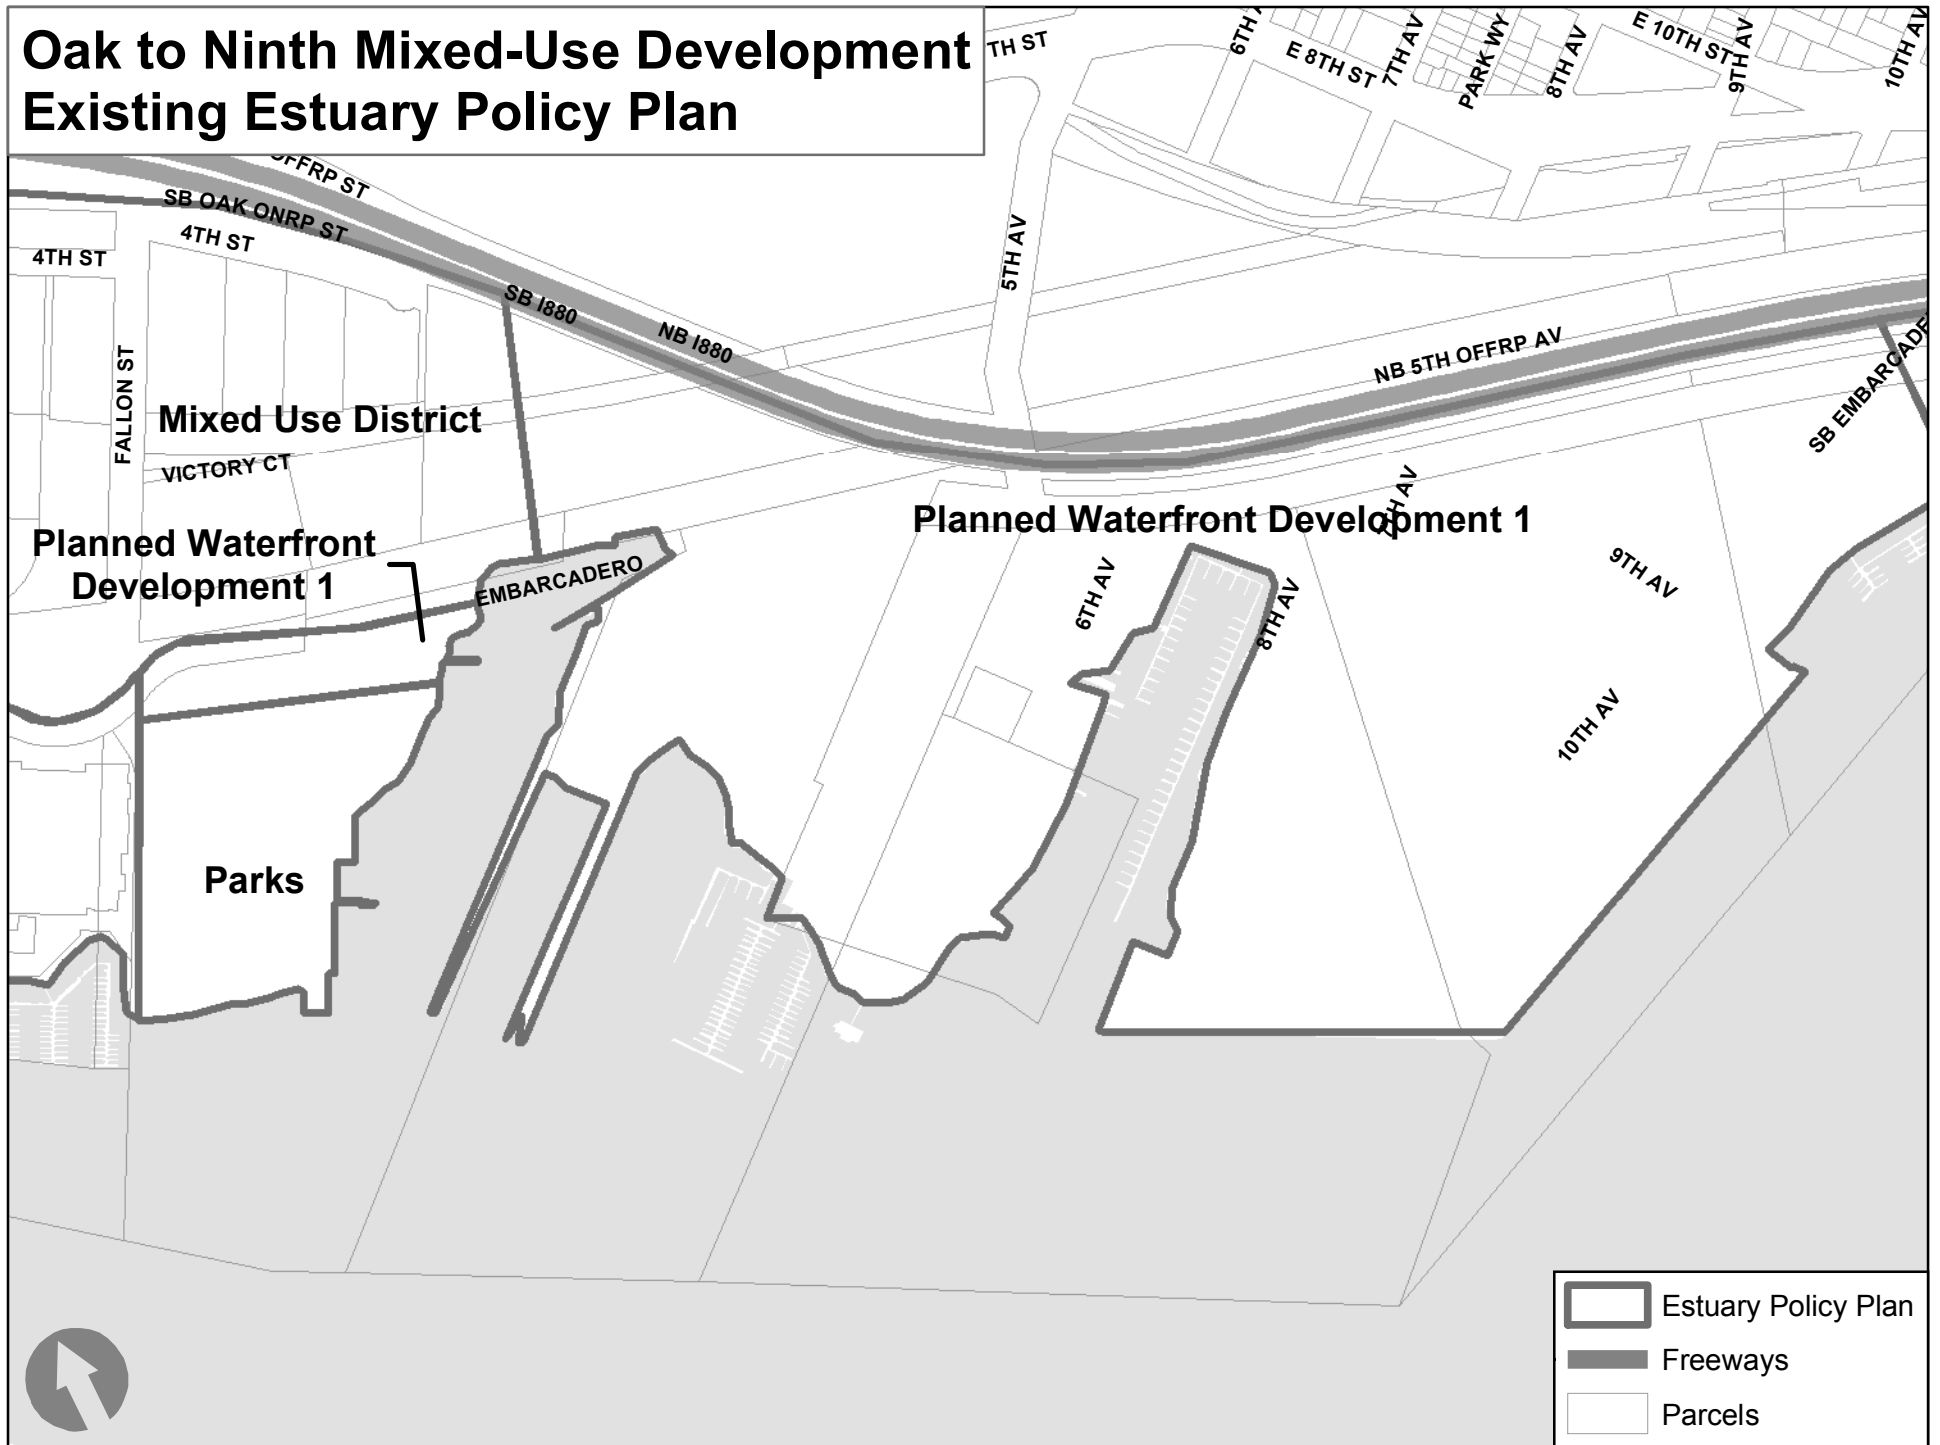 Oak to Ninth Mixed-Use Development
Existing Estuary Policy Plan
TH ST
E 8TH ST
7TH AV
PARK WY
8TH AV
E 10TH ST
9TH AV
10TH AV
OFFRP ST
SB OAK ONRP ST
4TH ST
4TH ST
5TH AV
SB I880
NB I880
NB 5TH OFFRP AV
FALLON ST
Mixed Use District
VICTORY CT
7TH AV
Planned Waterfront Development 1
Planned Waterfront
Development 1
EMBARCADERO
6TH AV
8TH AV
9TH AV
10TH AV
Parks
Estuary Policy Plan
Freeways
Parcels